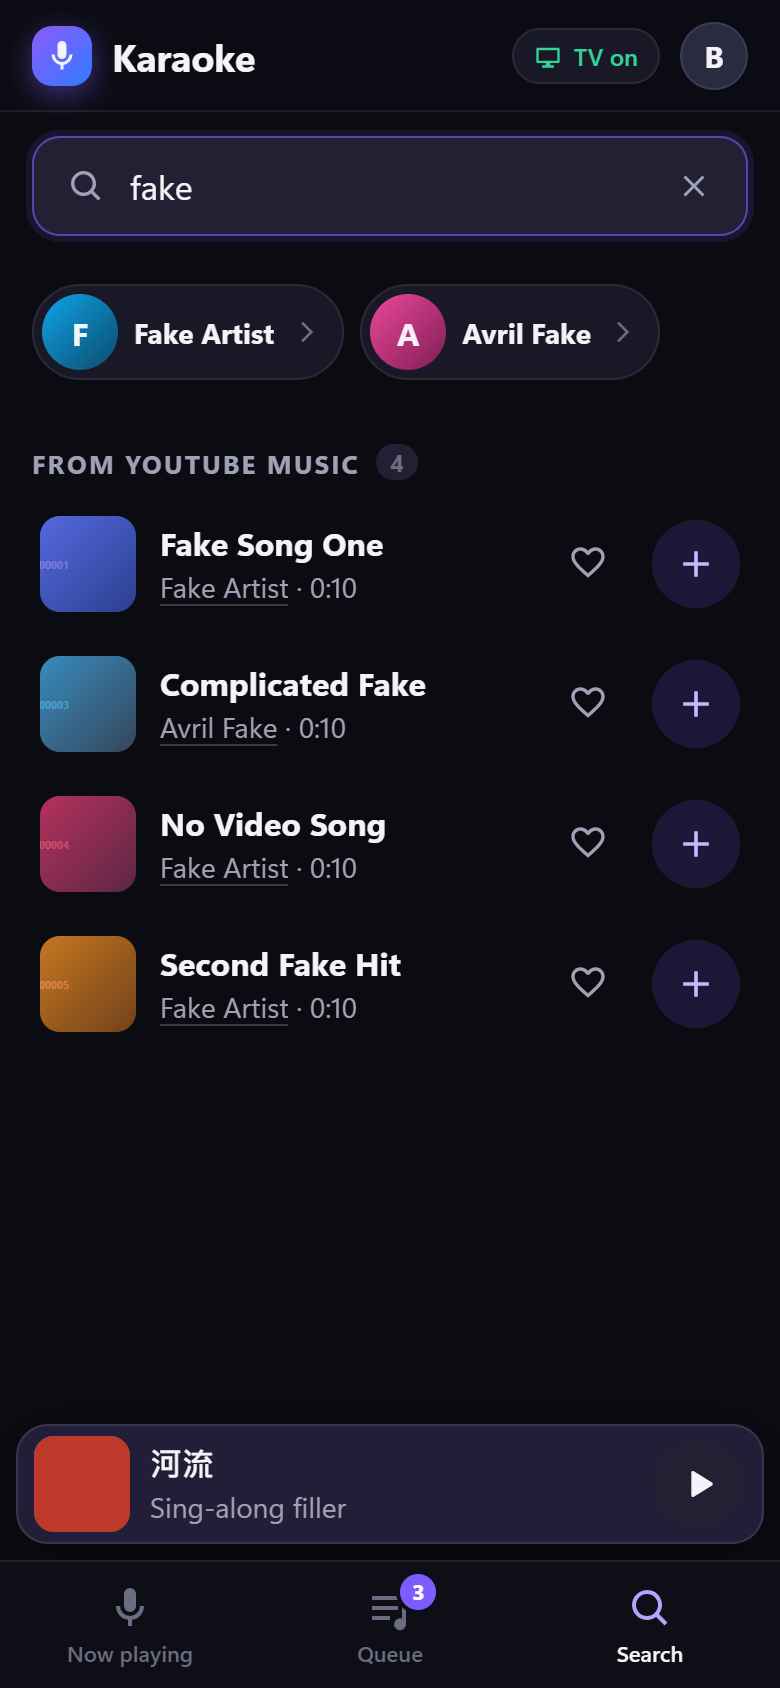 Karaoke
TV on
B
fake
F
Fake Artist
A
Avril Fake
FROM YOUTUBE MUSIC 4
Fake Song One
Fake Artist · 0:10
00001
Complicated Fake
Avril Fake · 0:10
00003
No Video Song
Fake Artist · 0:10
00004
Second Fake Hit
Fake Artist · 0:10
00005
河流
Sing-along filler
3
Now playing
Queue
Search